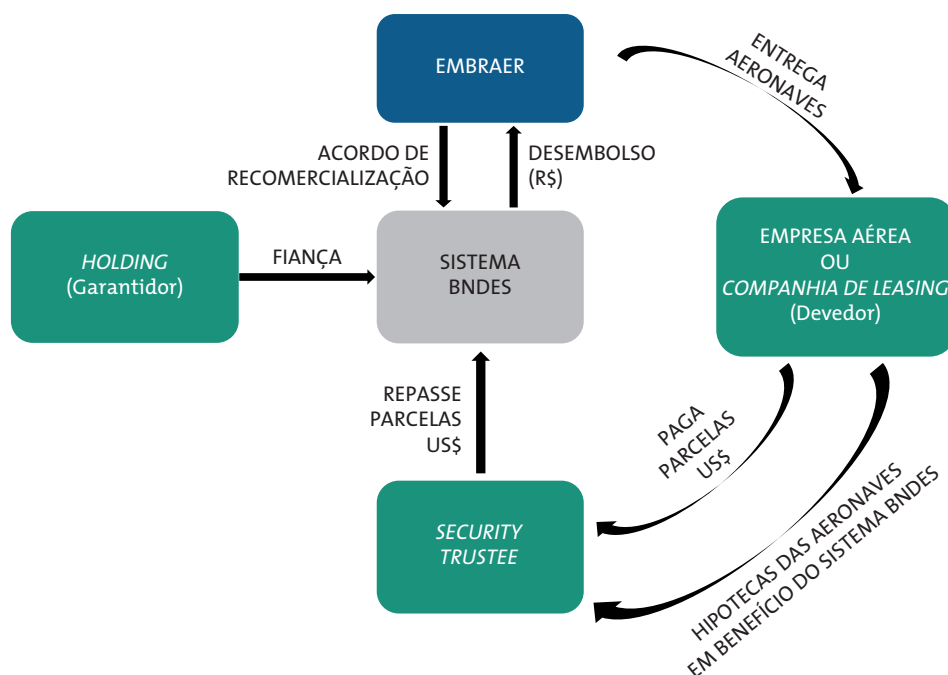 EMBRAER
ENTREGA
AERONAVES
ACORDO DE
RECOMERCIALIZAÇÃO
DESEMBOLSO
(R$)
HOLDING
(Garantidor)
FIANÇA
SISTEMA
BNDES
EMPRESA AÉREA
OU
COMPANHIA DE LEASING
(Devedor)
REPASSE
PARCELAS
US$
PAGA
PARCELAS
US$
SECURITY
TRUSTEE
HIPOTECAS DAS AERONAVES
EM BENEFÍCIO DO SISTEMA BNDES